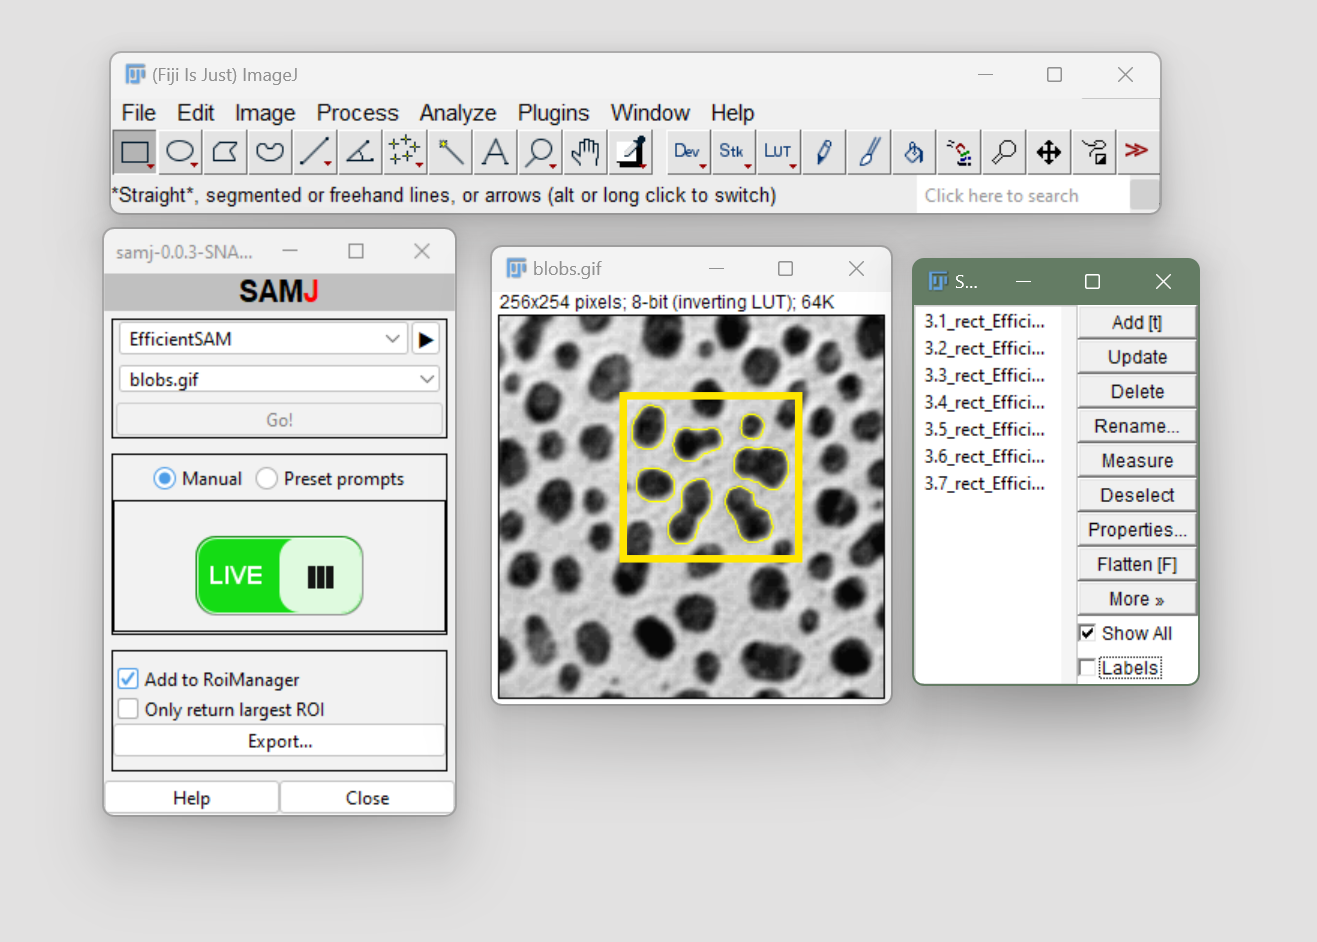 (Fiji Is Just) ImageJ
File Edit Image Process Analyze Plugins Window Help
Dev Stk LUT
*Straight*, segmented or freehand lines, or arrows (alt or long click to switch)
Click here to search
samj-0.0.3-SNA...
SAMJ
EfficientSAM
blobs.gif
Go!
Manual Preset prompts
LIVE
Add to RoiManager
Only return largest ROI
Export...
Help Close
blobs.gif
256x254 pixels; 8-bit (inverting LUT); 64K
S...
3.1_rect_Effici...
3.2_rect_Effici...
3.3_rect_Effici...
3.4_rect_Effici...
3.5_rect_Effici...
3.6_rect_Effici...
3.7_rect_Effici...
Add [t]
Update
Delete
Rename...
Measure
Deselect
Properties...
Flatten [F]
More »
Show All
Labels